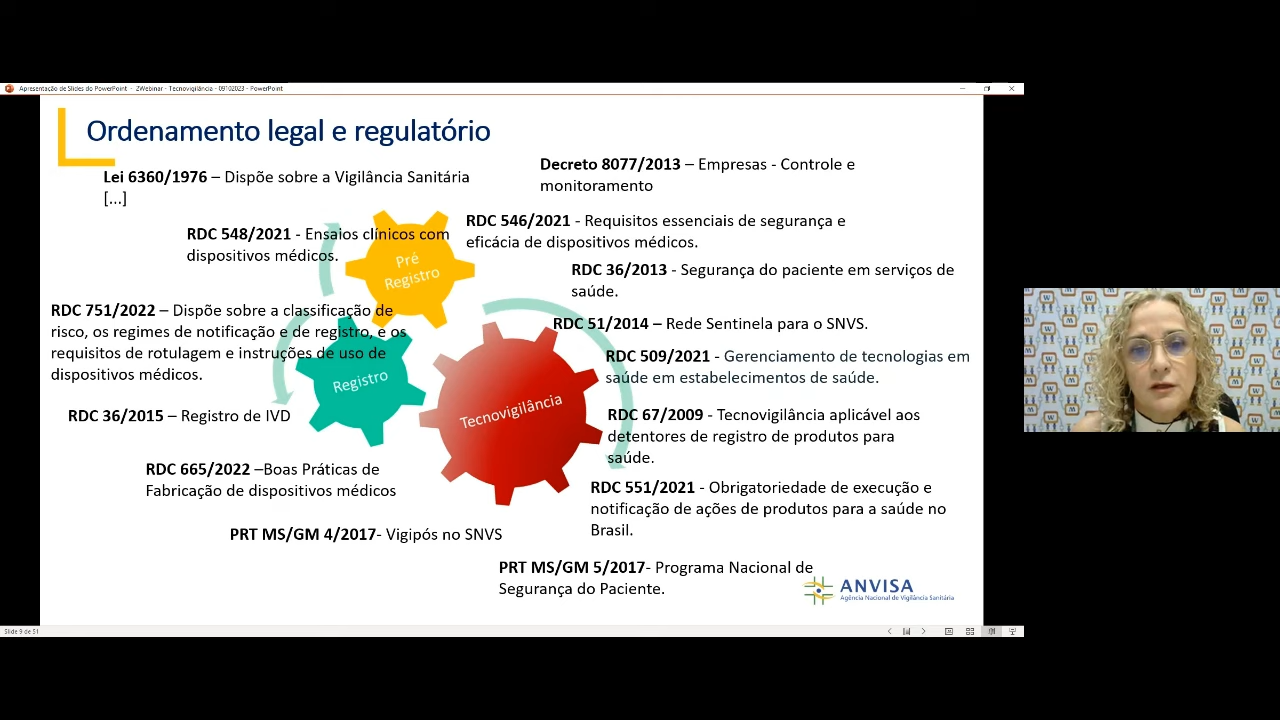 Apresentação de Slides do PowerPoint - 2Webinar - Tecnovigilância - 09102023 - PowerPoint
Ordenamento legal e regulatório
Lei 6360/1976 – Dispõe sobre a Vigilância Sanitária
[...]
Decreto 8077/2013 – Empresas - Controle e
monitoramento
RDC 548/2021 - Ensaios clínicos com
dispositivos médicos.
RDC 546/2021 - Requisitos essenciais de segurança e
eficácia de dispositivos médicos.
Pré
Registro
RDC 36/2013 - Segurança do paciente em serviços de
saúde.
RDC 751/2022 – Dispõe sobre a classificação de
risco, os regimes de notificação e de registro, e os
requisitos de rotulagem e instruções de uso de
dispositivos médicos.
RDC 51/2014 – Rede Sentinela para o SNVS.
RDC 509/2021 - Gerenciamento de tecnologias em
saúde em estabelecimentos de saúde.
Registro
Tecnovigilância
RDC 36/2015 – Registro de IVD
RDC 67/2009 - Tecnovigilância aplicável aos
detentores de registro de produtos para
saúde.
RDC 665/2022 –Boas Práticas de
Fabricação de dispositivos médicos
RDC 551/2021 - Obrigatoriedade de execução e
notificação de ações de produtos para a saúde no
Brasil.
PRT MS/GM 4/2017- Vigipós no SNVS
PRT MS/GM 5/2017- Programa Nacional de
Segurança do Paciente.
ANVISA
Agência Nacional de Vigilância Sanitária
Slide 9 de 51